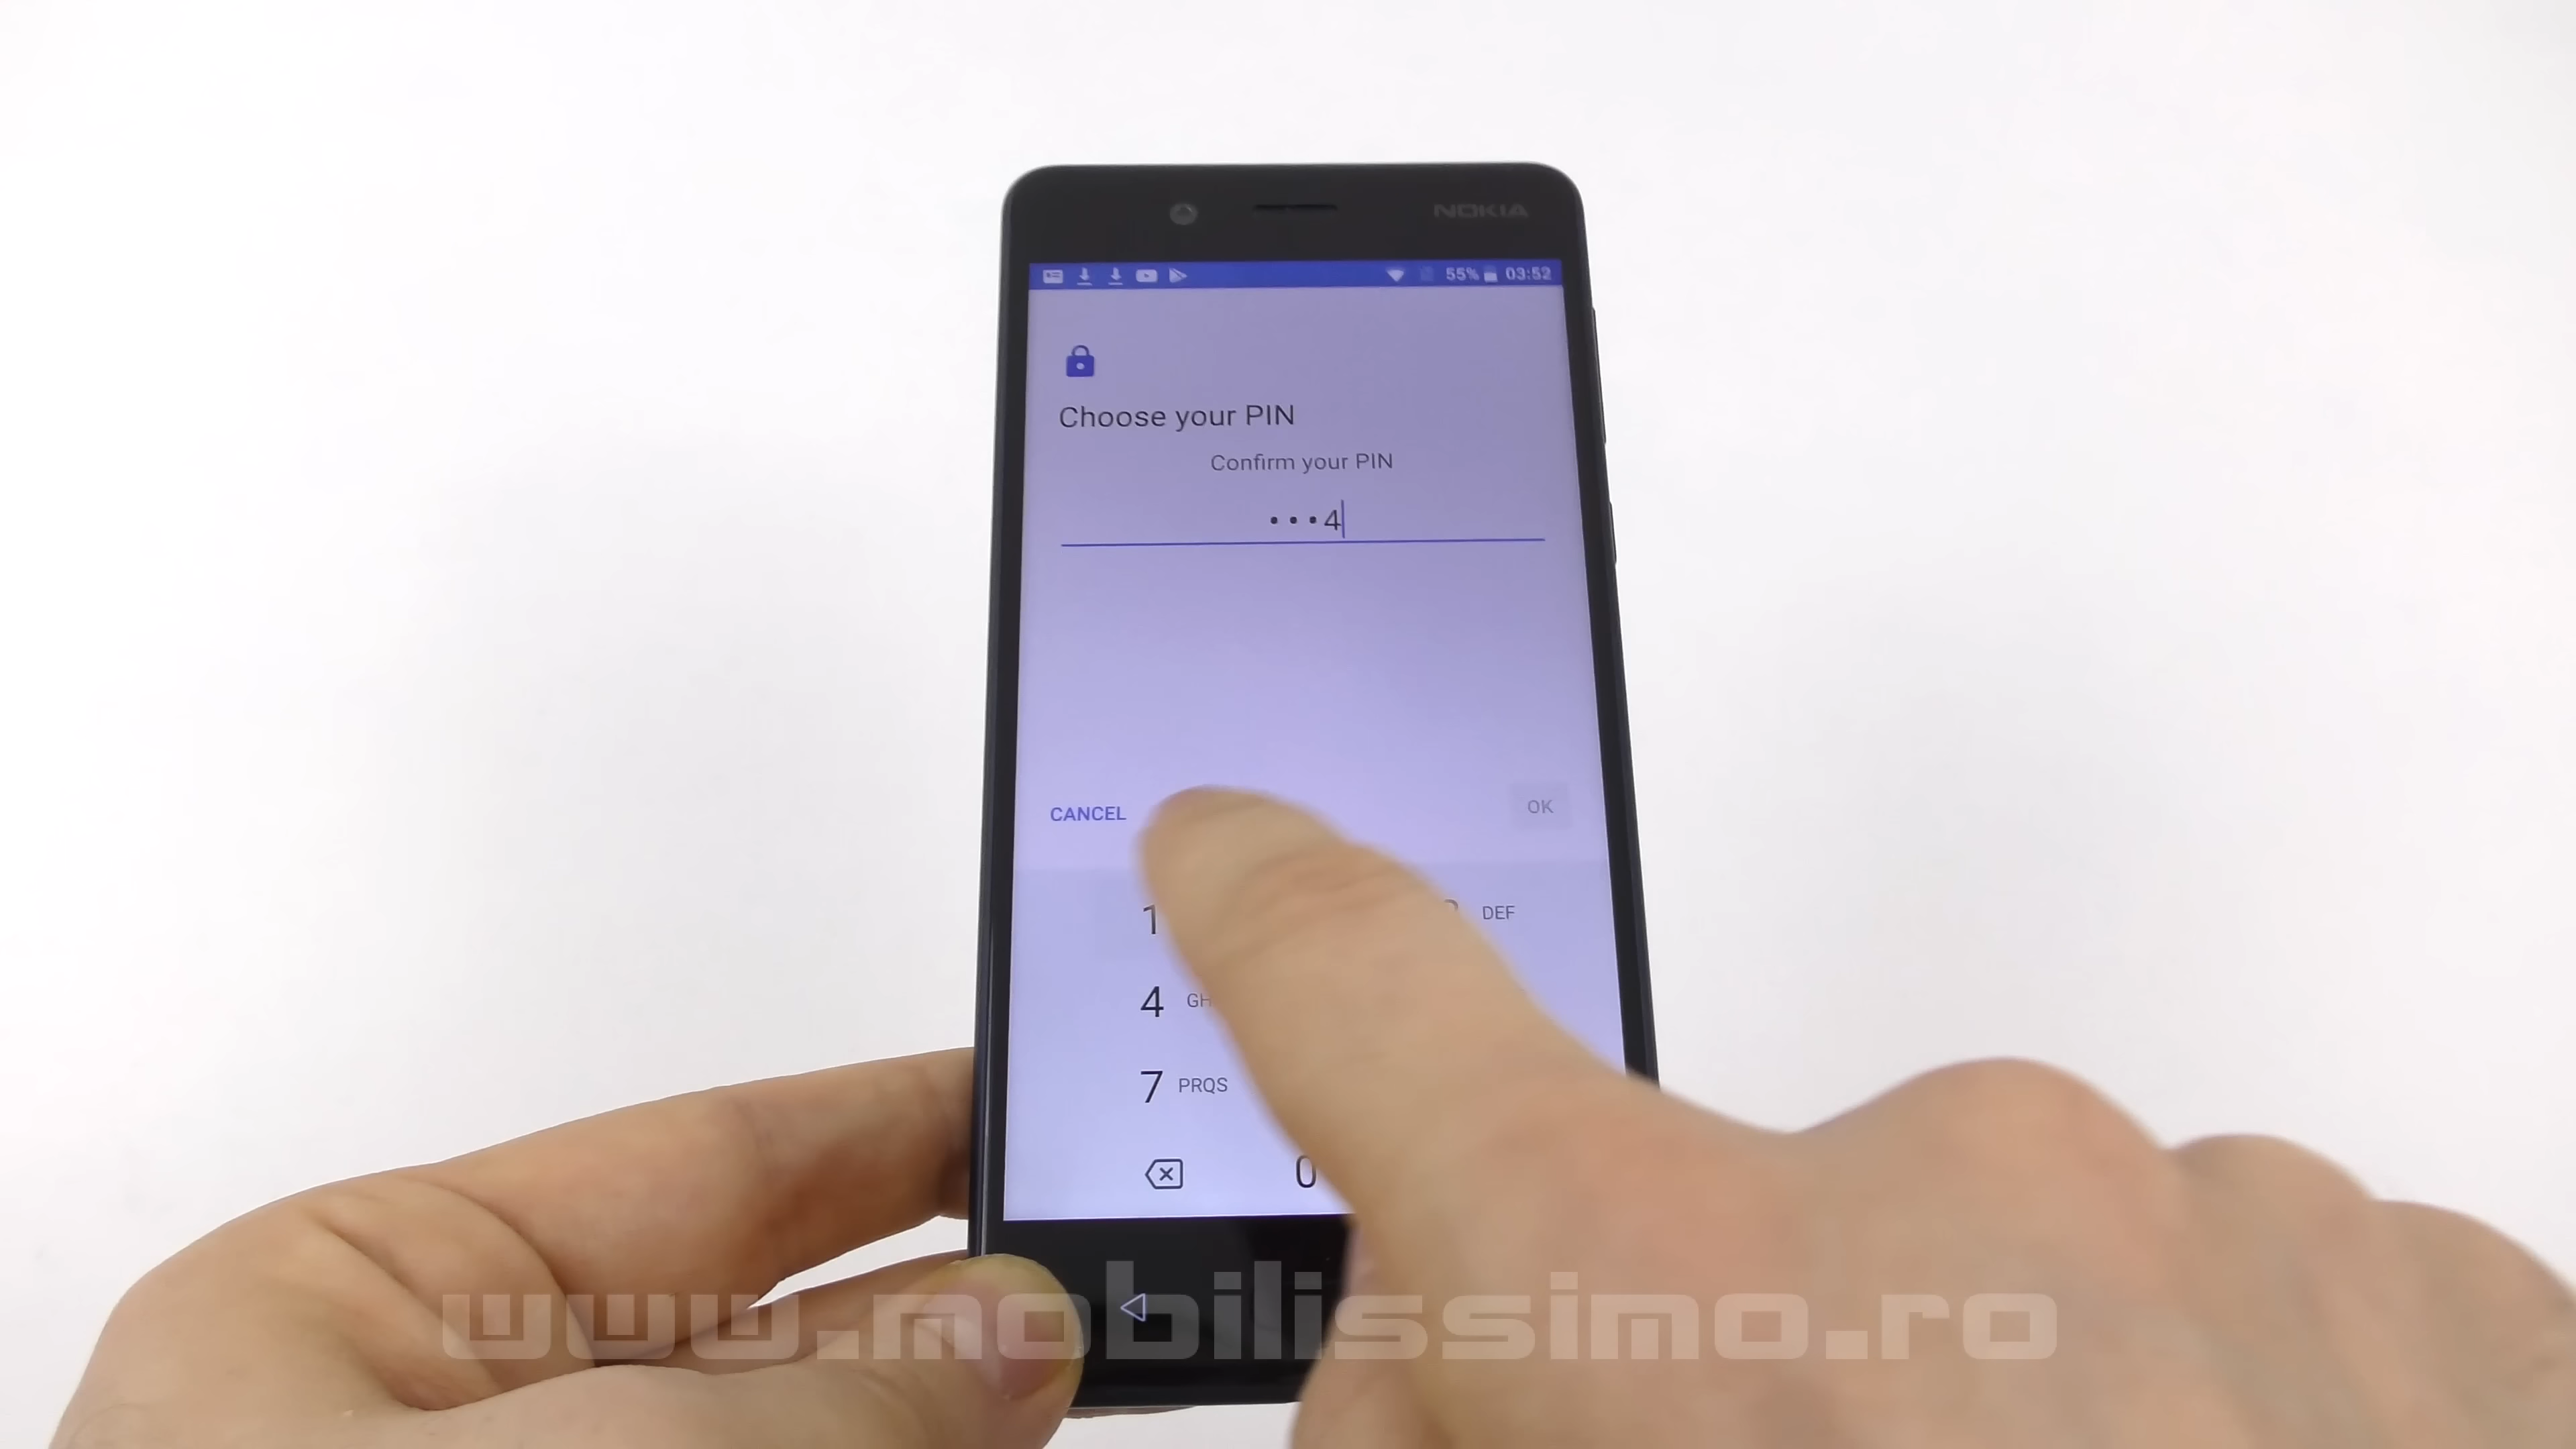 NOKIA
55% 03:52
Choose your PIN
Confirm your PIN
•••4
CANCEL
OK
1
DEF
4
7 PRQS
0
www.mobilissimo.ro